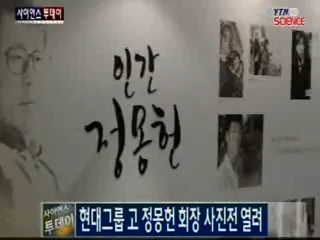 사이언스 투데이
YTN
SCIENCE
인간
정몽헌
사이언스
투데이
현대그룹 고 정몽헌 회장 사진전 열려